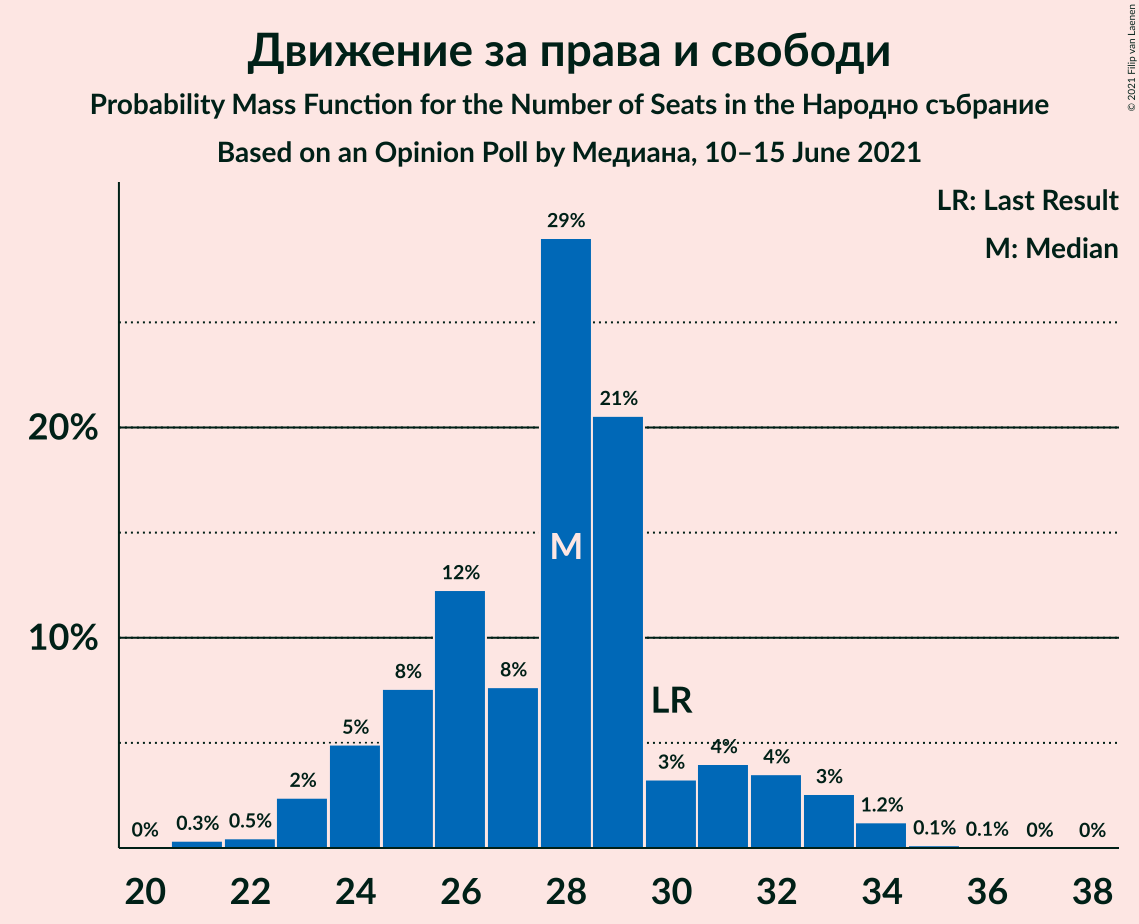 Движение за права и свободи
Probability Mass Function for the Number of Seats in the Народно събрание
Based on an Opinion Poll by Медиана, 10–15 June 2021
© 2021 Filip van Laenen
LR: Last Result
M: Median
29%
21%
20%
M
12%
10%
8%
8%
LR
5%
4%
4%
3%
3%
2%
1.2%
0.5%
0.3%
0%
0.1%
0.1%
0%
0%
20 22 24 26 28 30 32 34 36 38